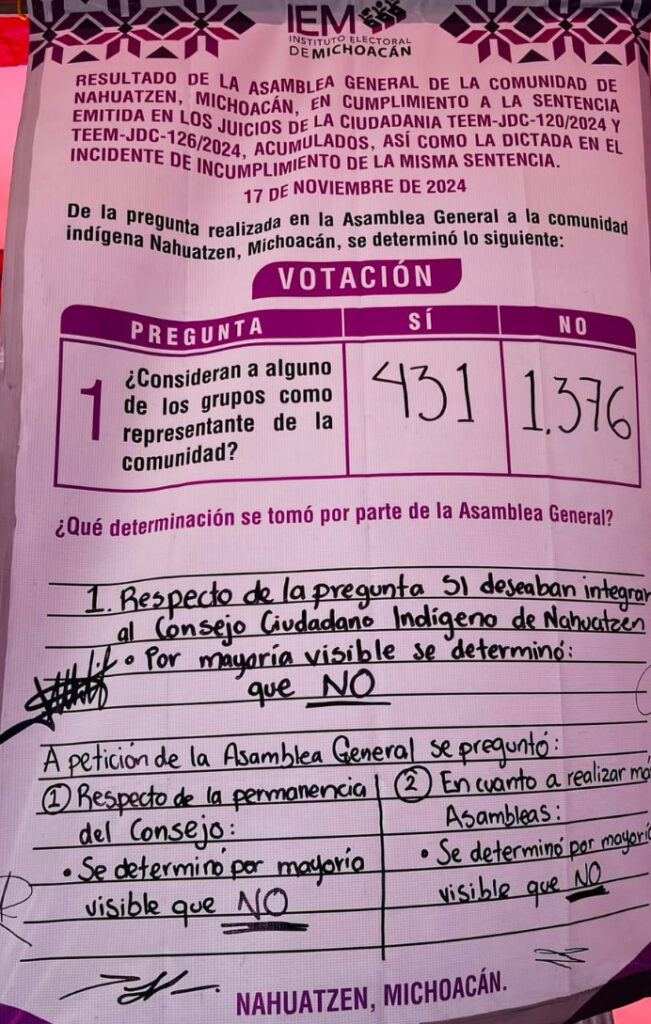 IEM
INSTITUTO ELECTORAL
DE MICHOACÁN
RESULTADO DE LA ASAMBLEA GENERAL DE LA COMUNIDAD DE
NAHUATZEN, MICHOACÁN, EN CUMPLIMIENTO A LA SENTENCIA
EMITIDA EN LOS JUICIOS DE LA CIUDADANIA TEEM-JDC-120/2024 Y
TEEM-JDC-126/2024, ACUMULADOS, ASÍ COMO LA DICTADA EN EL
INCIDENTE DE INCUMPLIMIENTO DE LA MISMA SENTENCIA.
17 DE NOVIEMBRE DE 2024
De la pregunta realizada en la Asamblea General a la comunidad
indígena Nahuatzen, Michoacán, se determinó lo siguiente:
VOTACIÓN
PREGUNTA SÍ NO
1 ¿Consideran a alguno
de los grupos como
representante de la
comunidad?
431 1,376
¿Qué determinación se tomó por parte de la Asamblea General?
1. Respecto de la pregunta SI deseaban integrar
al Consejo Ciudadano Indígeno de Nahuatzen
• Por mayoría visible se determinó:
que NO
A petición de la Asamblea General se preguntó:
① Respecto de la permanencia
del Consejo:
• Se determinó por mayoría
visible que NO
② En cuanto a realizar má
Asambleas:
• Se determinó por mayoría
visible que NO
NAHUATZEN, MICHOACÁN.